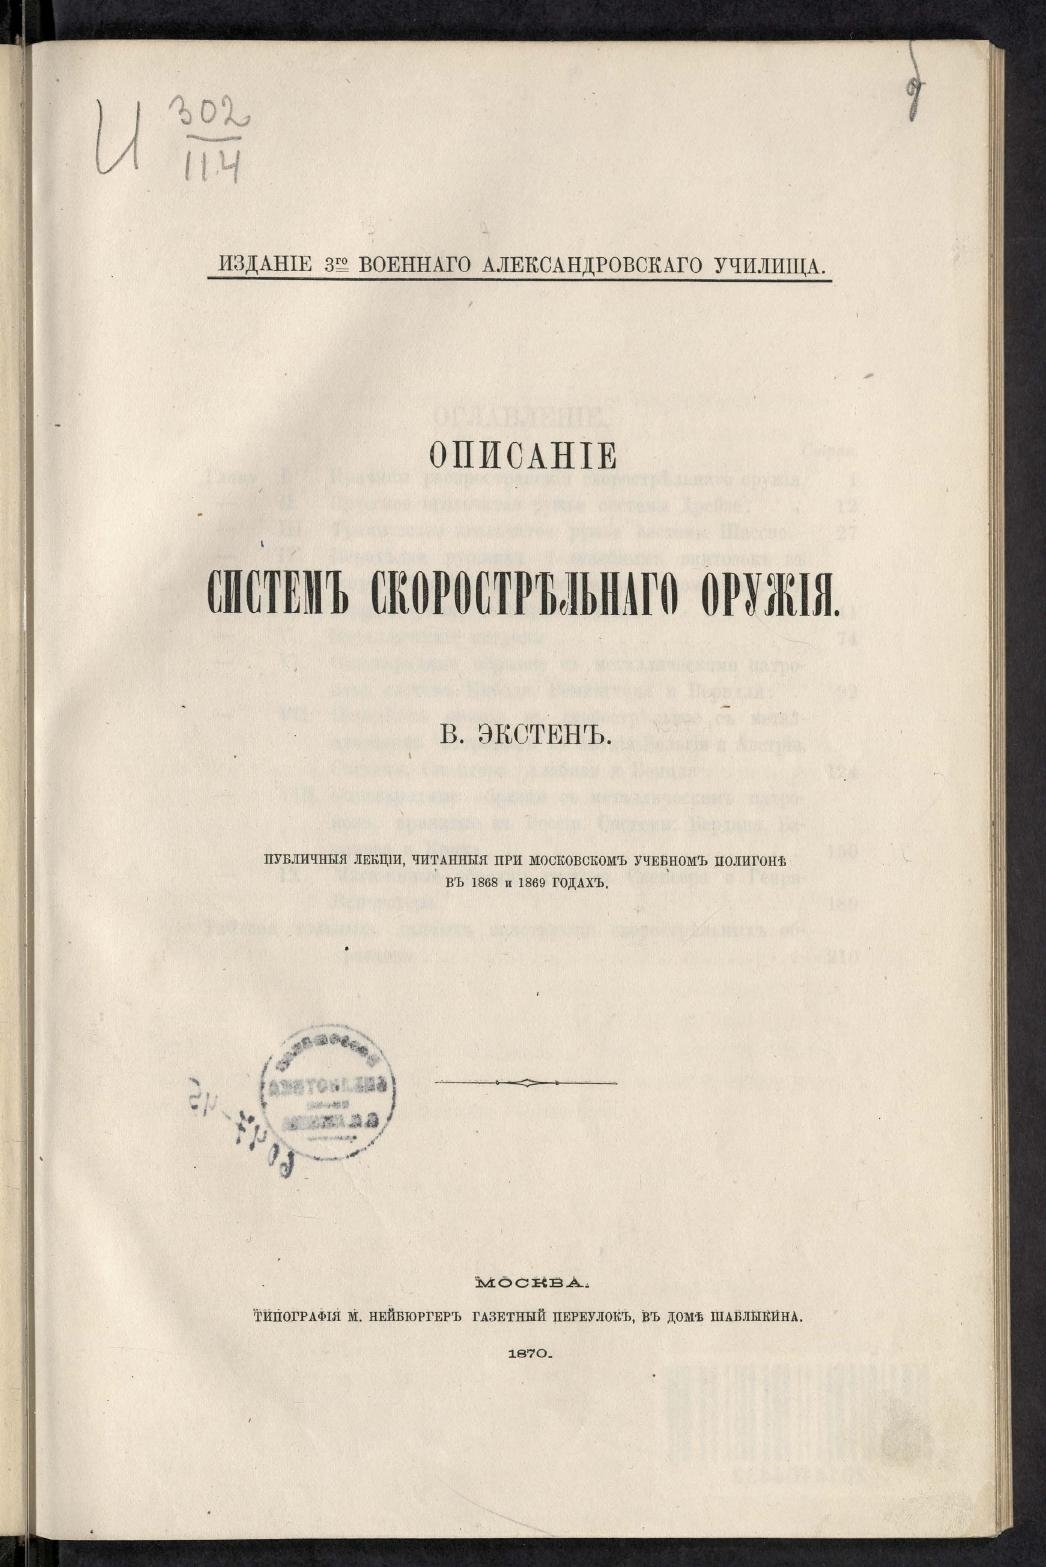 И 302
114
ИЗДАНІЕ 3го ВОЕННАГО АЛЕКСАНДРОВСКАГО УЧИЛИЩА.
ОПИСАНІЕ
СИСТЕМЪ СКОРОСТРѢЛЬНАГО ОРУЖІЯ.
В. ЭКСТЕНЪ.
ПУБЛИЧНЫЯ ЛЕКЦІИ, ЧИТАННЫЯ ПРИ МОСКОВСКОМЪ УЧЕБНОМЪ ПОЛИГОНѢ
ВЪ 1868 и 1869 ГОДАХЪ.
МОСКВА.
ТИПОГРАФІЯ М. НЕЙБЮРГЕРЪ ГАЗЕТНЫЙ ПЕРЕУЛОКЪ, ВЪ ДОМѢ ШАБЛЫКИНА.
1870.